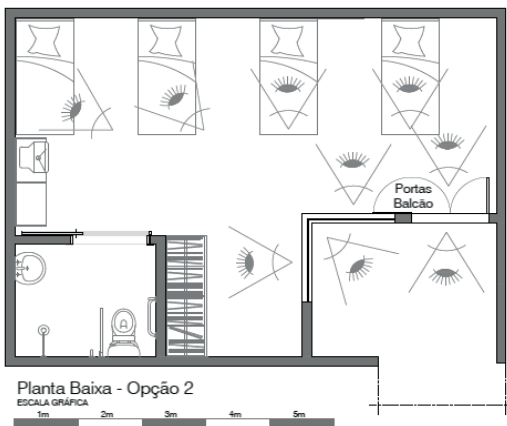 Portas
Balcão
Planta Baixa - Opção 2
ESCALA GRÁFICA
1m 2m 3m 4m 5m